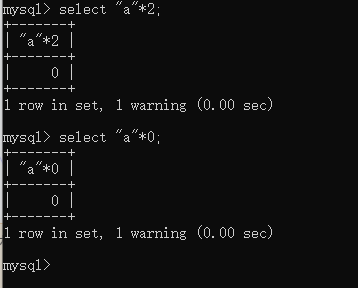 mysql> select "a"*2;
+-------+
| "a"*2 |
+-------+
|     0 |
+-------+
1 row in set, 1 warning (0.00 sec)

mysql> select "a"*0;
+-------+
| "a"*0 |
+-------+
|     0 |
+-------+
1 row in set, 1 warning (0.00 sec)

mysql>